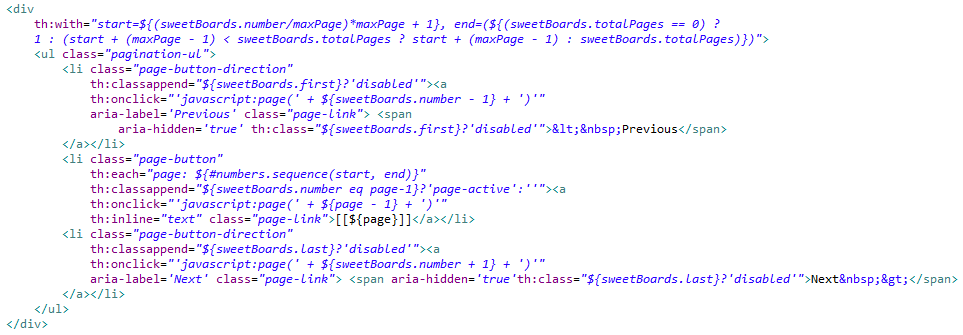 <div
th:with="start=${(sweetBoards.number/maxPage)*maxPage + 1}, end=(${(sweetBoards.totalPages == 0) ?
1 : (start + (maxPage - 1) < sweetBoards.totalPages ? start + (maxPage - 1) : sweetBoards.totalPages)})">
<ul class="pagination-ul">
<li class="page-button-direction"
th:classappend="${sweetBoards.first}?'disabled'"><a
th:onclick="'javascript:page(' + ${sweetBoards.number - 1} + ')'"
aria-label='Previous' class="page-link"> <span
aria-hidden='true' th:class="${sweetBoards.first}?'disabled'">&lt;&nbsp;Previous</span>
</a></li>
<li class="page-button"
th:each="page: ${#numbers.sequence(start, end)}"
th:classappend="${sweetBoards.number eq page-1}?'page-active':''"><a
th:onclick="'javascript:page(' + ${page - 1} + ')'"
th:inline="text" class="page-link">[[${page}]]</a></li>
<li class="page-button-direction"
th:classappend="${sweetBoards.last}?'disabled'"><a
th:onclick="'javascript:page(' + ${sweetBoards.number + 1} + ')'"
aria-label='Next' class="page-link"> <span aria-hidden='true'th:class="${sweetBoards.last}?'disabled'">Next&nbsp;&gt;</span>
</a></li>
</ul>
</div>